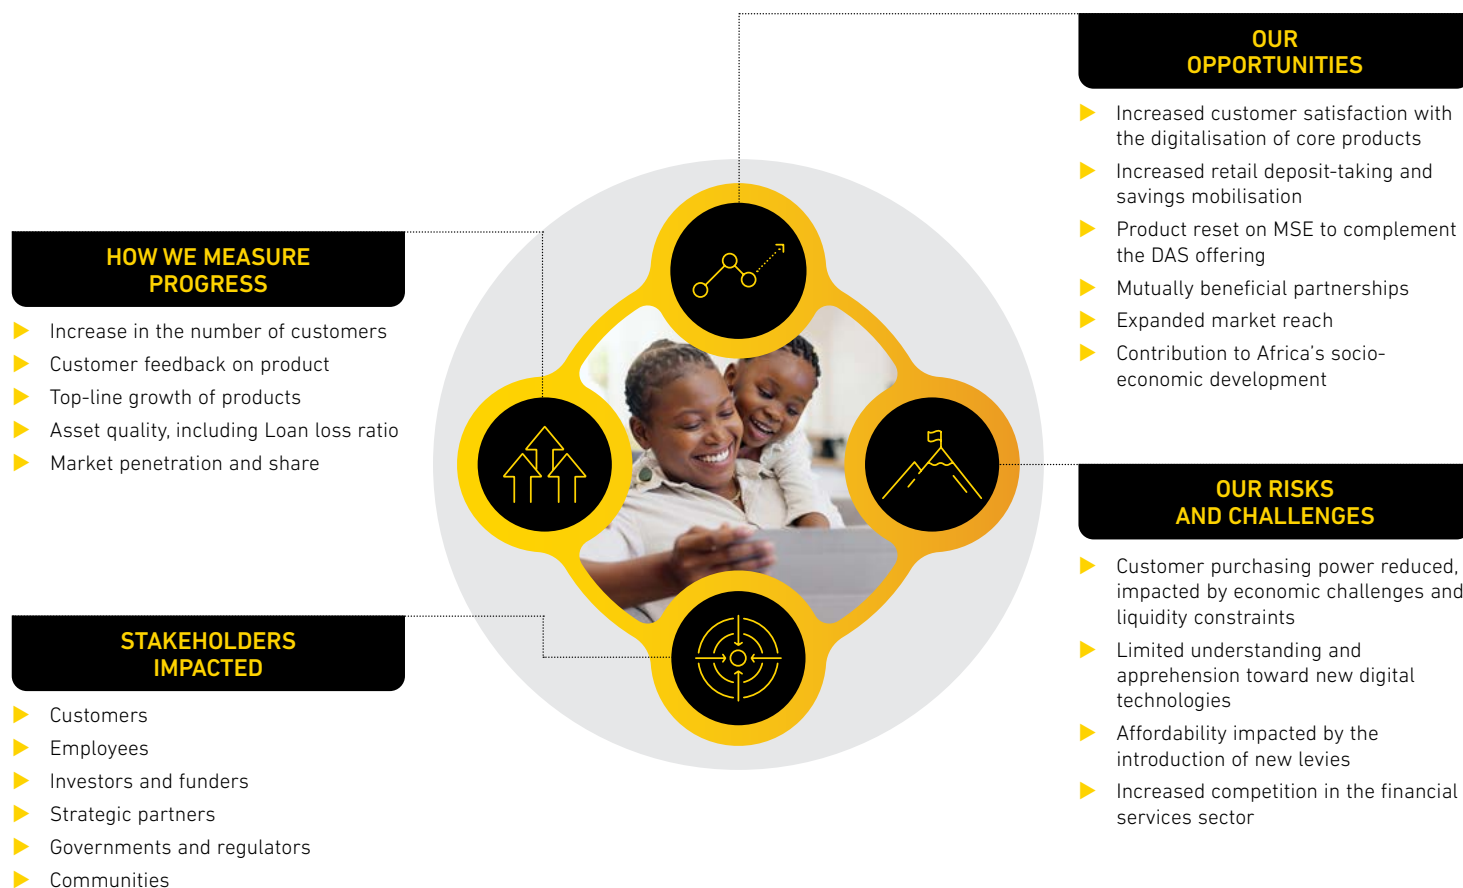 HOW WE MEASURE
PROGRESS
Increase in the number of customers
Customer feedback on product
Top-line growth of products
Asset quality, including Loan loss ratio
Market penetration and share
STAKEHOLDERS
IMPACTED
Customers
Employees
Investors and funders
Strategic partners
Governments and regulators
Communities
OUR
OPPORTUNITIES
Increased customer satisfaction with
the digitalisation of core products
Increased retail deposit-taking and
savings mobilisation
Product reset on MSE to complement
the DAS offering
Mutually beneficial partnerships
Expanded market reach
Contribution to Africa's socio-
economic development
OUR RISKS
AND CHALLENGES
Customer purchasing power reduced,
impacted by economic challenges and
liquidity constraints
Limited understanding and
apprehension toward new digital
technologies
Affordability impacted by the
introduction of new levies
Increased competition in the financial
services sector